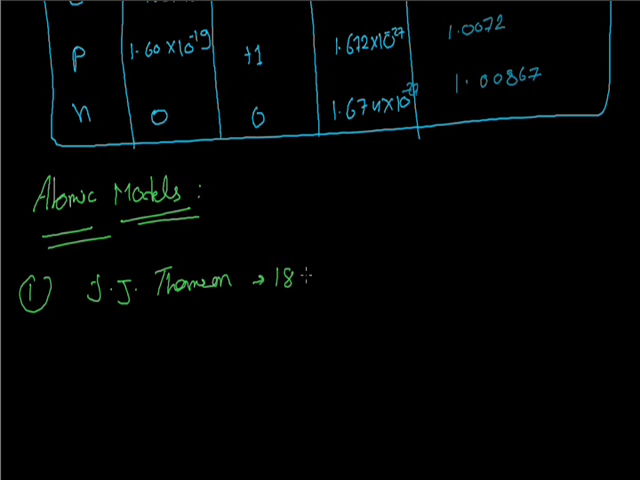 P 1.60×10⁻¹⁹ +1 1.672×10⁻²⁷ 1.0072
n 0 0 1.674×10⁻²⁷ 1.00867
Atomic Models:
① J.J. Thomson → 18